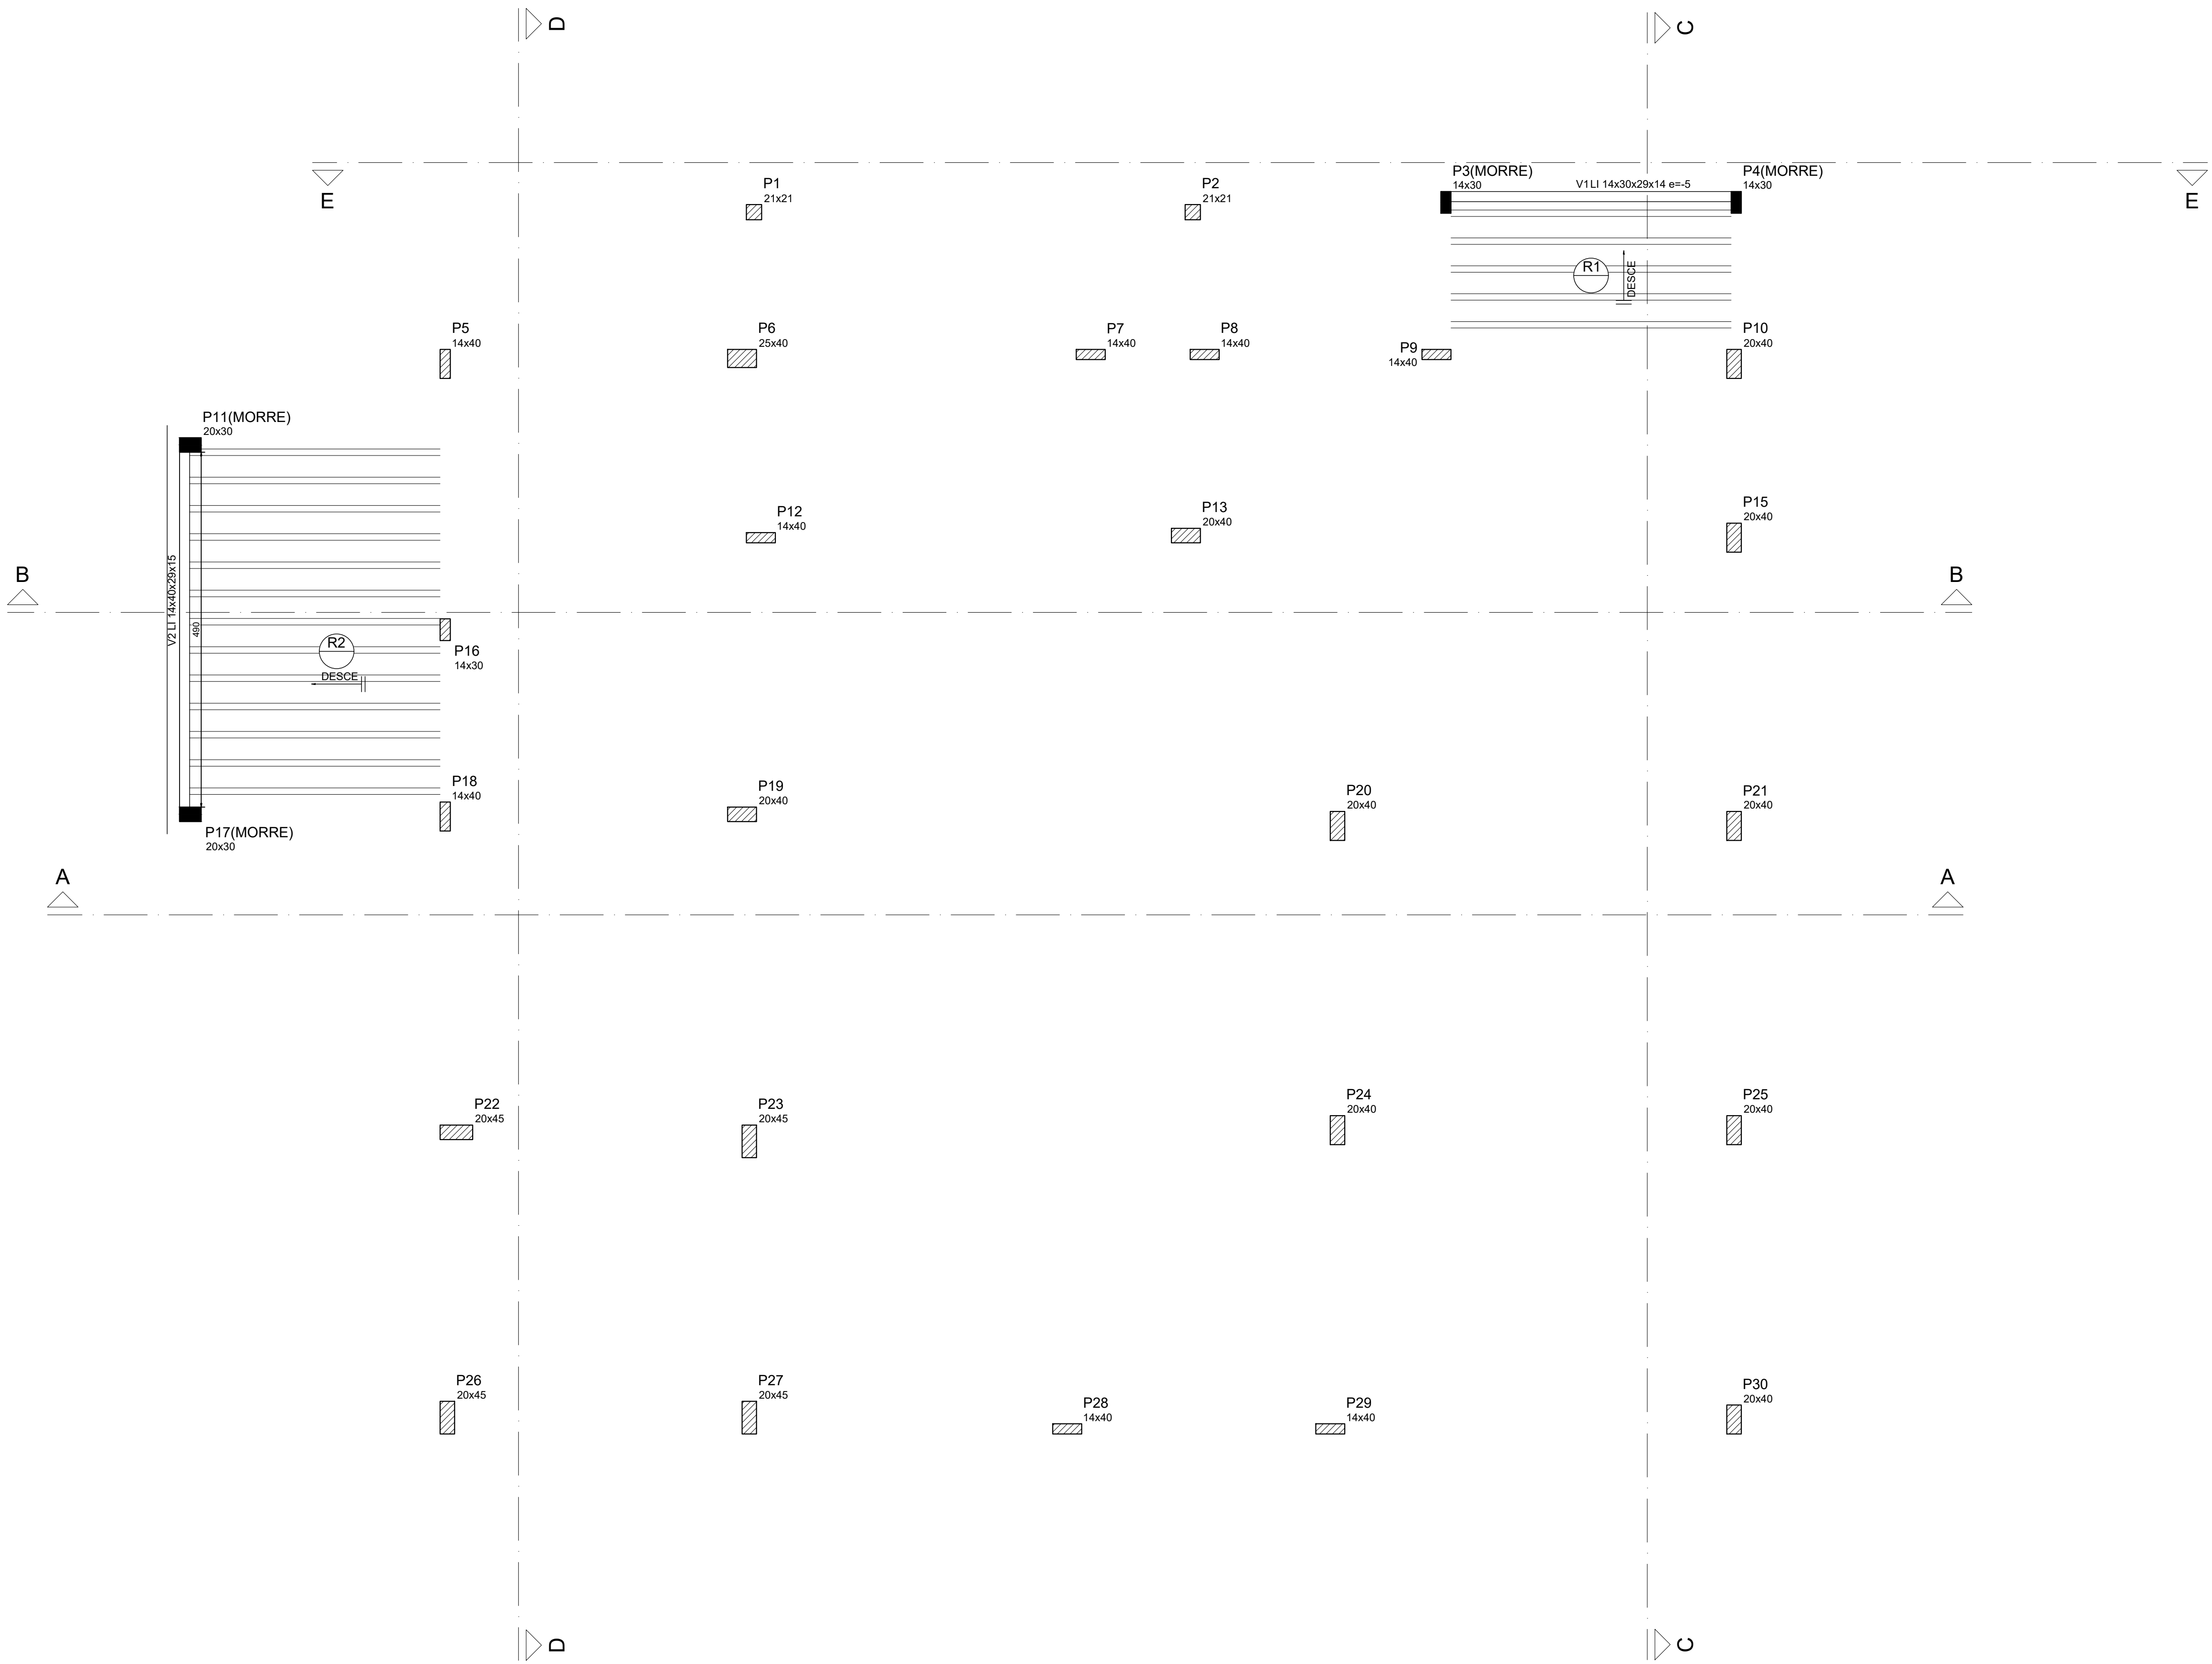 D
C
E
E
P1
21x21
P2
21x21
P3(MORRE)
14x30
V1 LI 14x30x29x14 e=-5
P4(MORRE)
14x30
R1
DESCE
P5
14x40
P6
25x40
P7
14x40
P8
14x40
P9
14x40
P10
20x40
P11(MORRE)
20x30
P12
14x40
P13
20x40
P15
20x40
B
B
V2 LI 14x40x29x15
490
R2
DESCE
P16
14x30
P17(MORRE)
20x30
P18
14x40
P19
20x40
P20
20x40
P21
20x40
A
A
P22
20x45
P23
20x45
P24
20x40
P25
20x40
P26
20x45
P27
20x45
P28
14x40
P29
14x40
P30
20x40
D
C